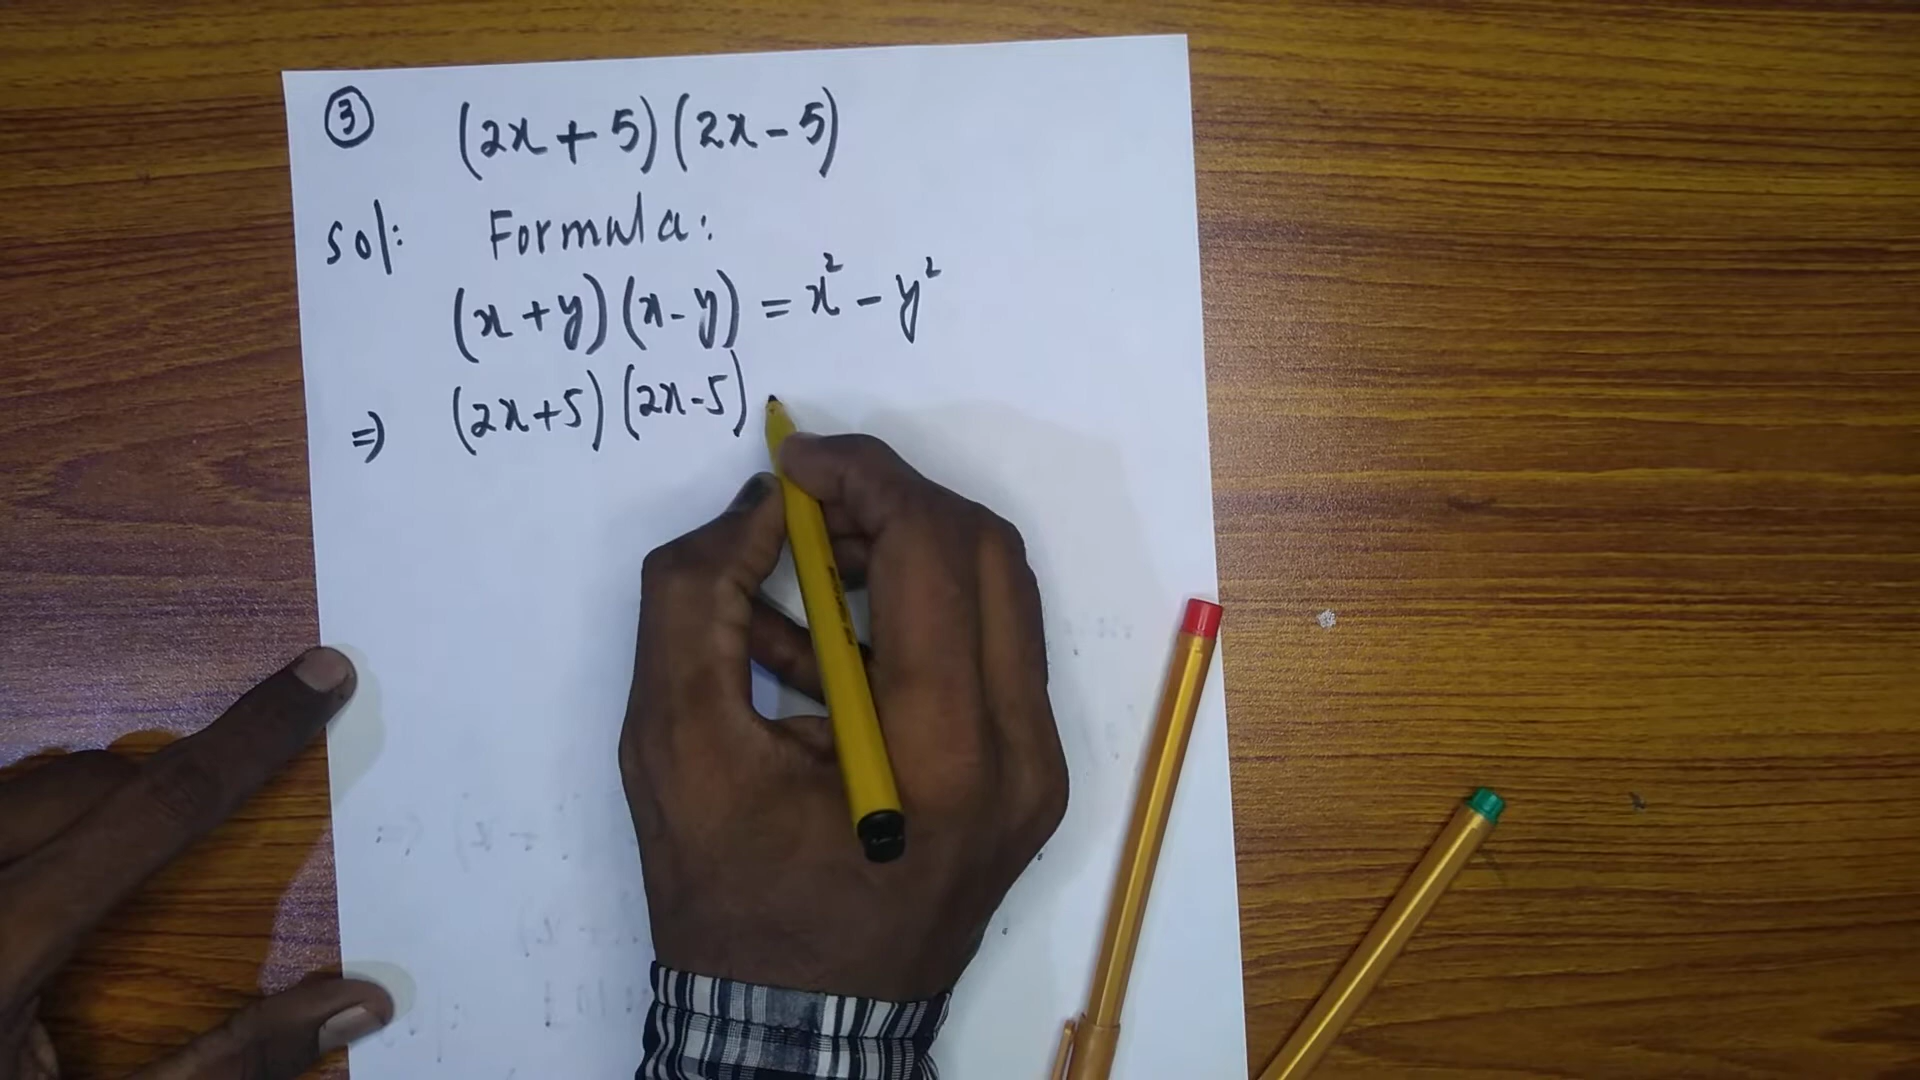 ③ (2x + 5) (2x - 5)
Sol: Formula:
(x + y) (x - y) = x² - y²
⇒ (2x + 5) (2x - 5)